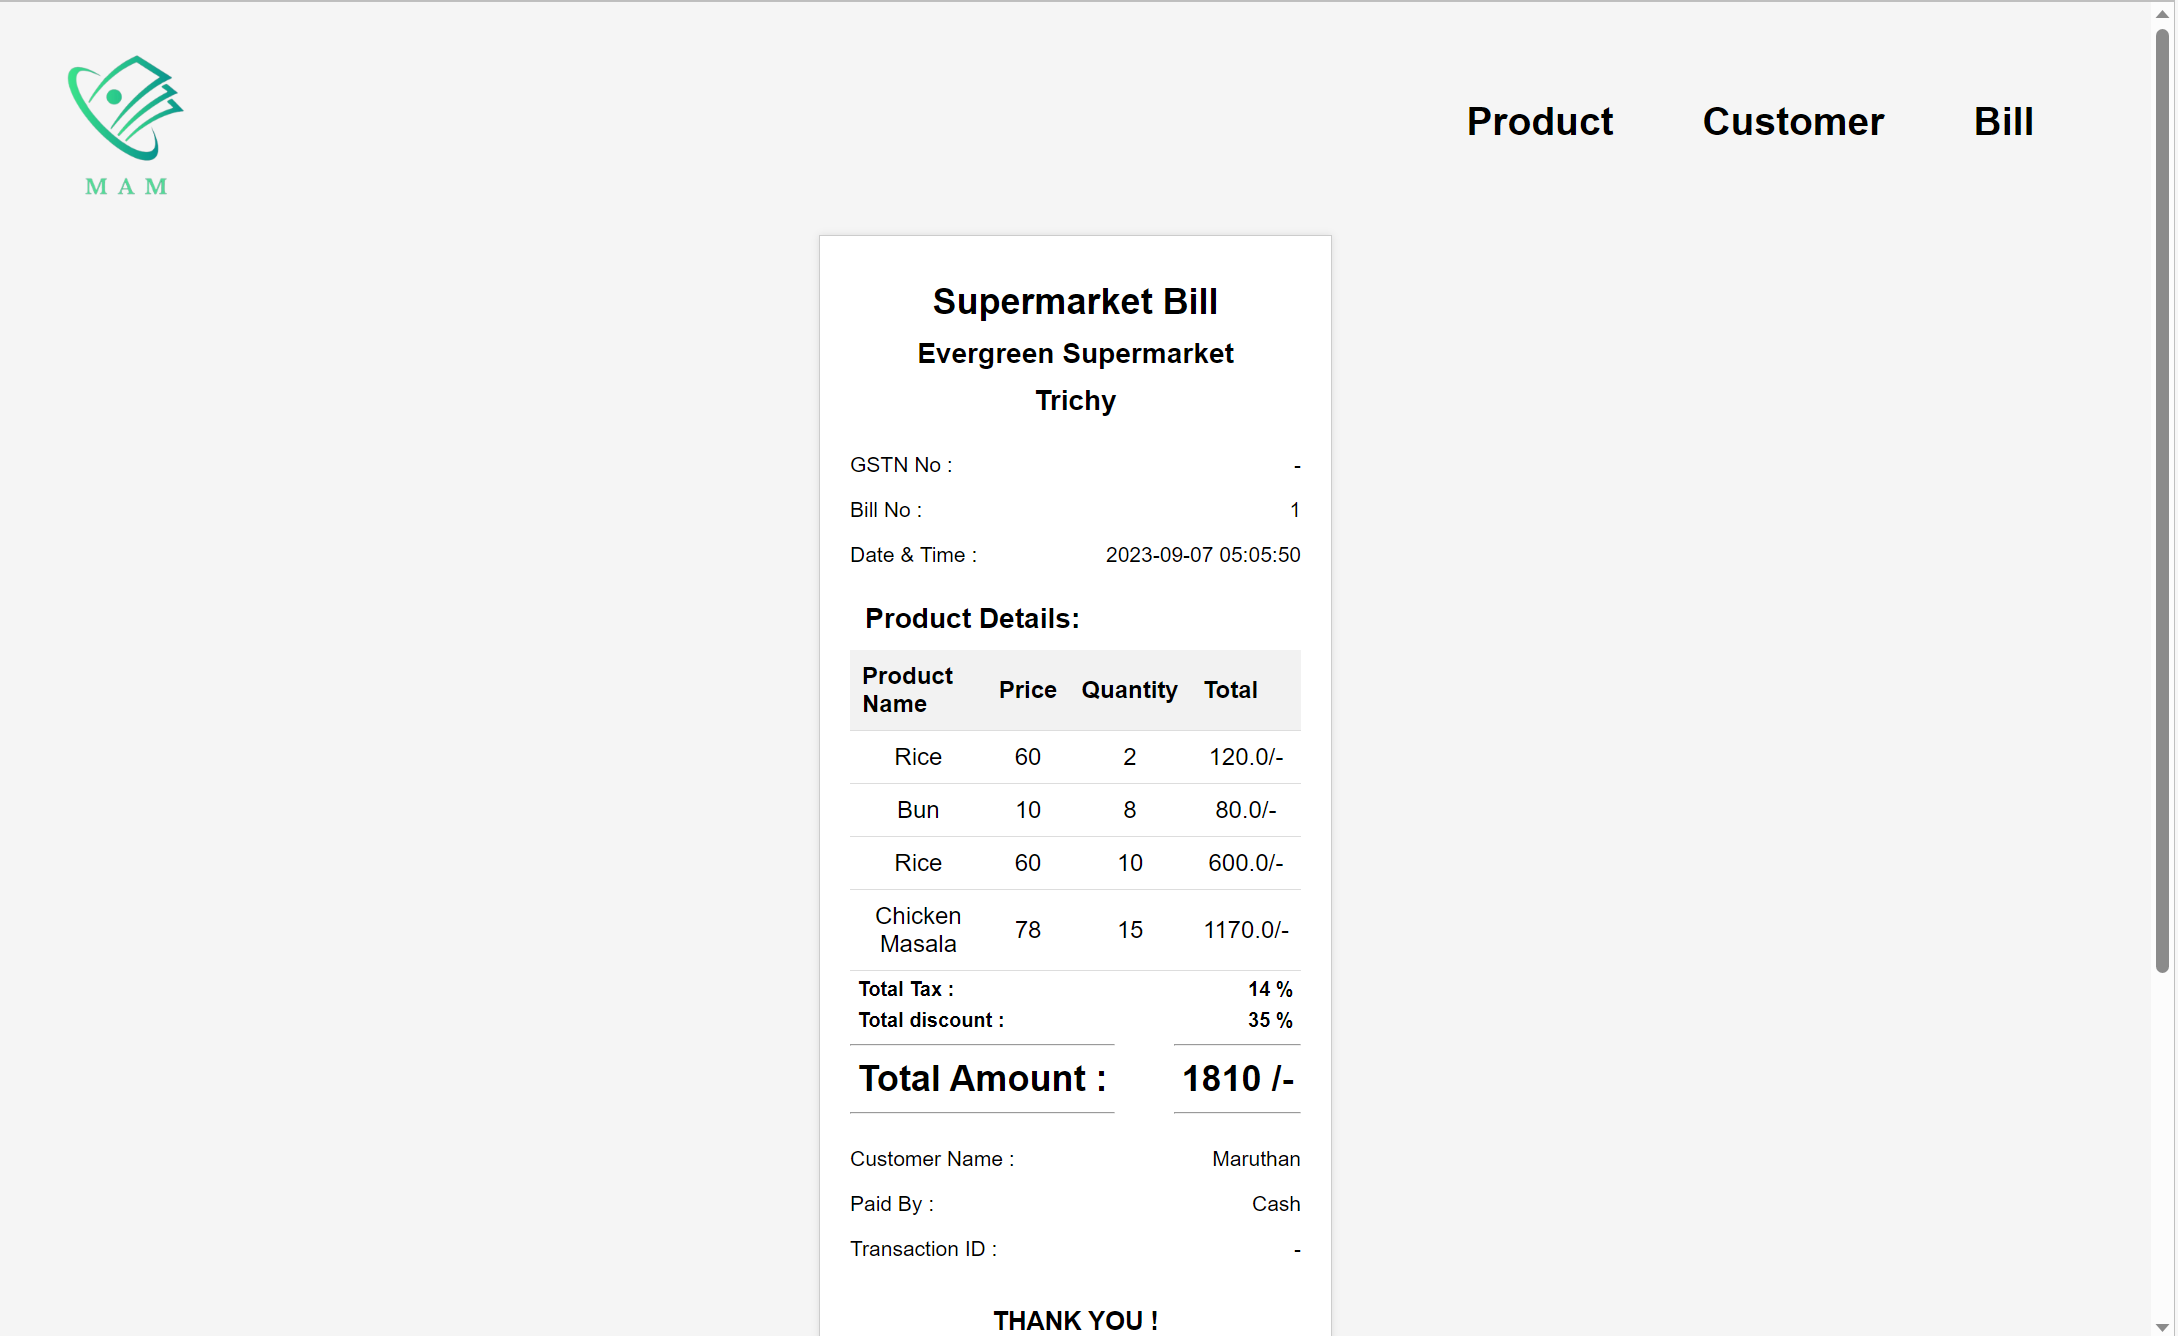 MAM
Product Customer Bill
Supermarket Bill
Evergreen Supermarket
Trichy
GSTN No : -
Bill No : 1
Date & Time : 2023-09-07 05:05:50
Product Details:
Product Name Price Quantity Total
Rice 60 2 120.0/-
Bun 10 8 80.0/-
Rice 60 10 600.0/-
Chicken Masala 78 15 1170.0/-
Total Tax : 14 %
Total discount : 35 %
Total Amount : 1810 /-
Customer Name : Maruthan
Paid By : Cash
Transaction ID : -
THANK YOU !